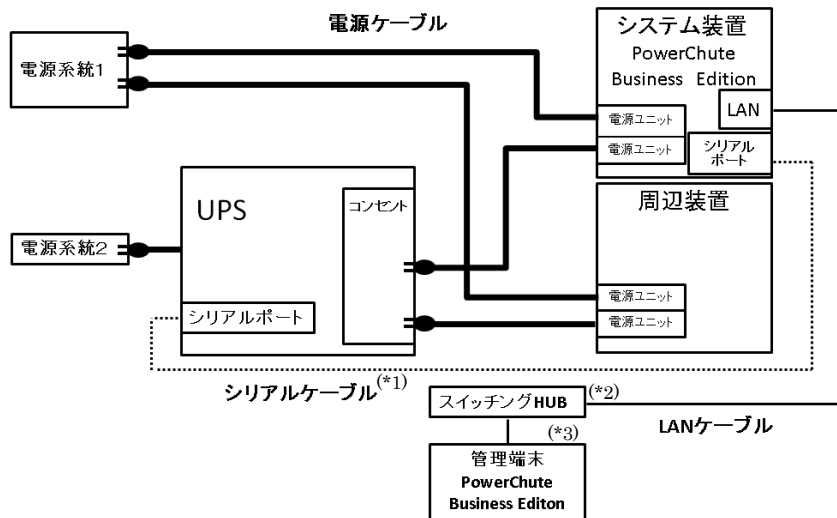 電源ケーブル
電源系統1
システム装置
PowerChute
Business Edition
LAN
電源ユニット
電源ユニット
シリアル
ポート
UPS
コンセント
周辺装置
電源系統2
シリアルポート
電源ユニット
電源ユニット
シリアルケーブル(*1)
スイッチングHUB
(*2)
LANケーブル
(*3)
管理端末
PowerChute
Business Editon